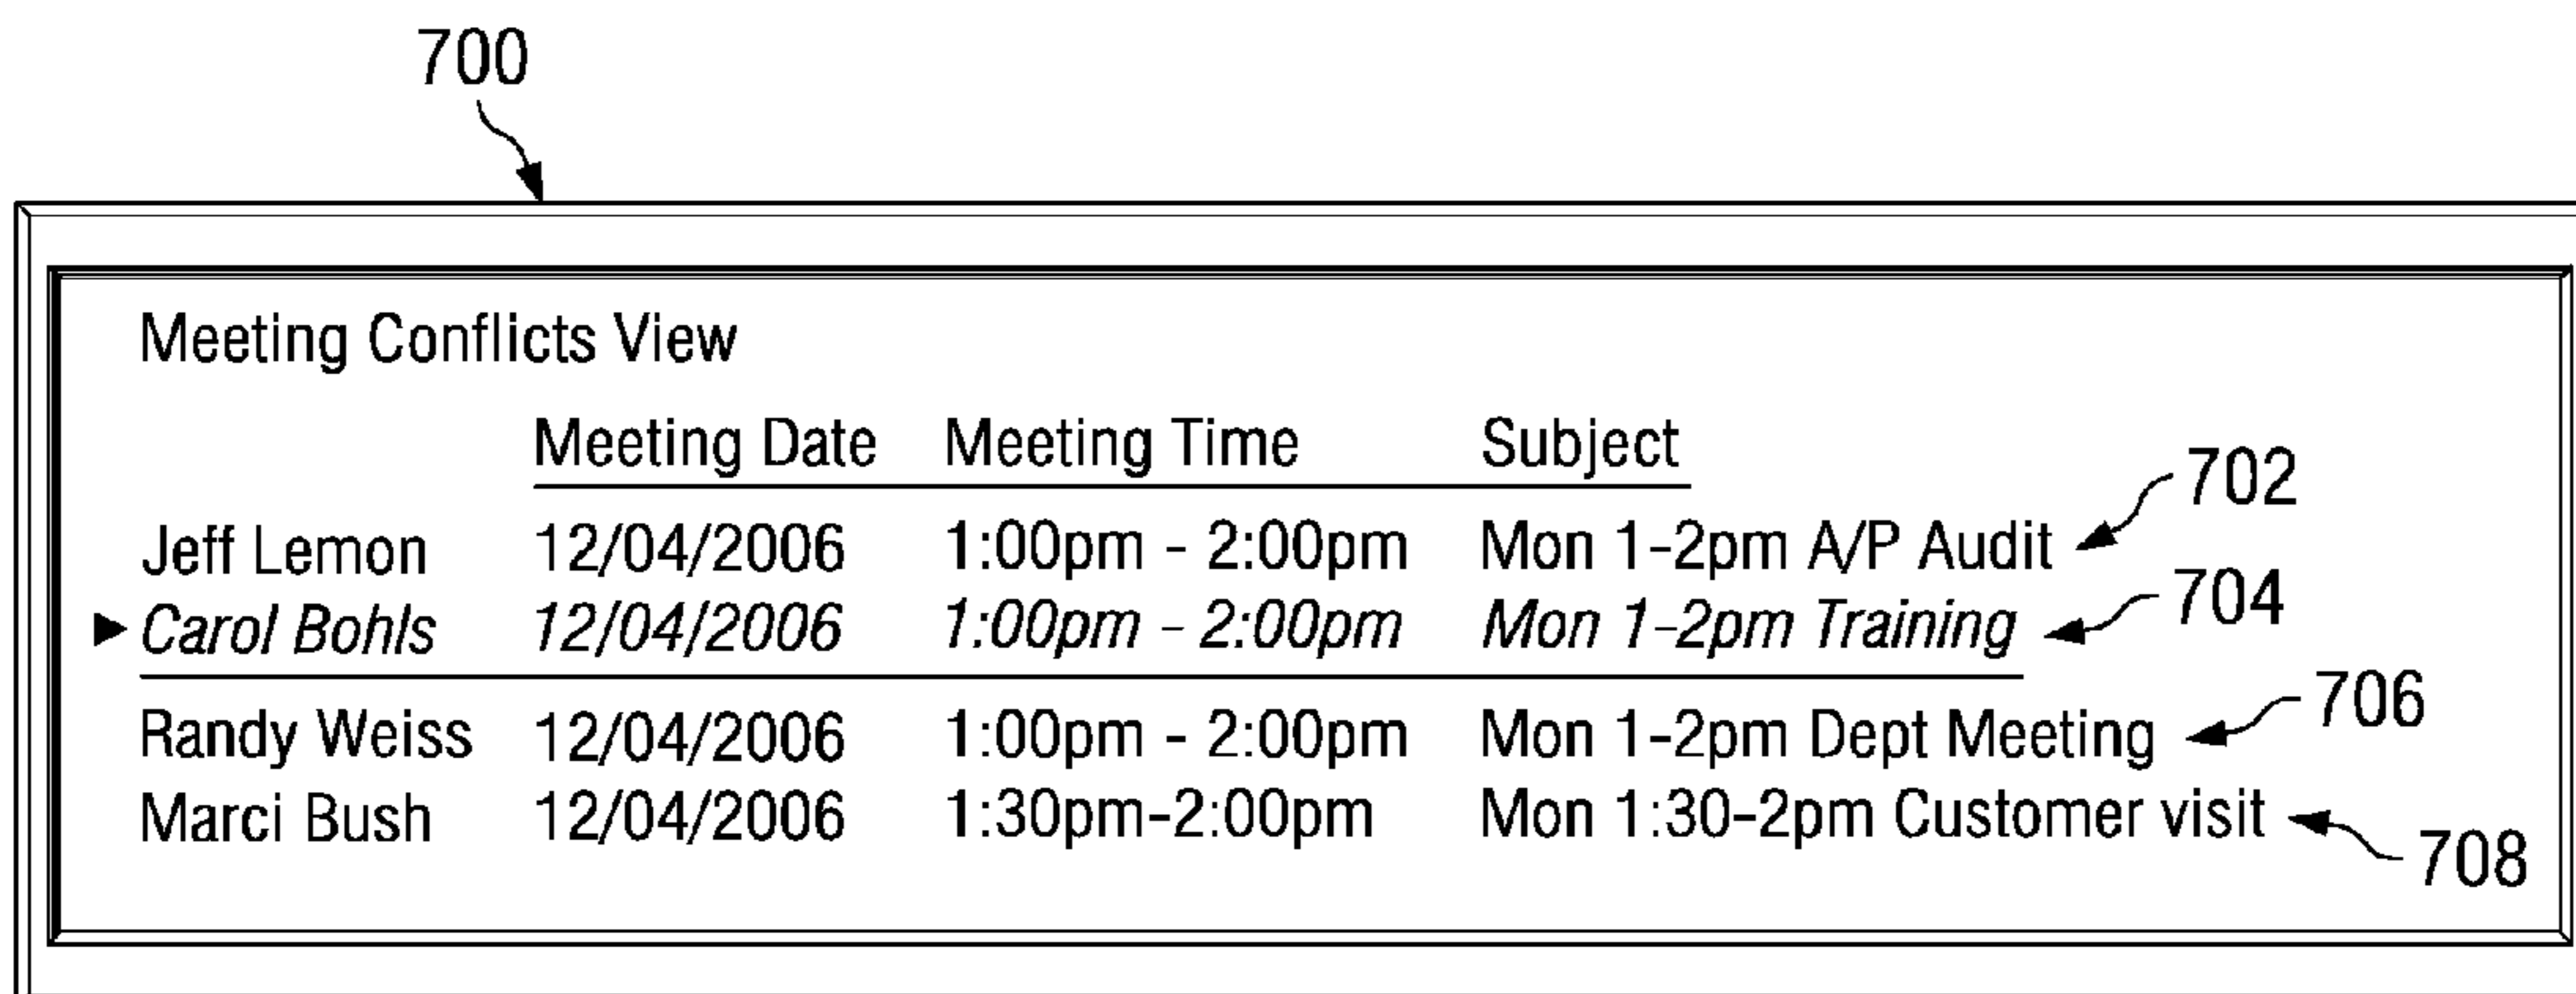 700
Meeting Conflicts View
Meeting Date Meeting Time Subject
Jeff Lemon 12/04/2006 1:00pm - 2:00pm Mon 1-2pm A/P Audit 702
Carol Bohls 12/04/2006 1:00pm - 2:00pm Mon 1-2pm Training 704
Randy Weiss 12/04/2006 1:00pm - 2:00pm Mon 1-2pm Dept Meeting 706
Marci Bush 12/04/2006 1:30pm-2:00pm Mon 1:30-2pm Customer visit 708